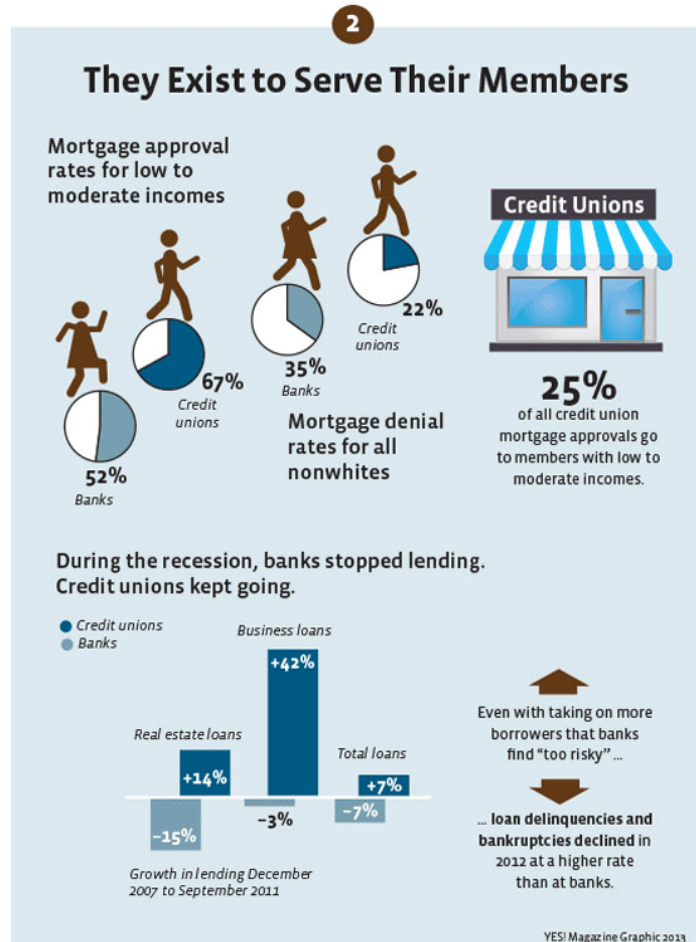 2
They Exist to Serve Their Members
Mortgage approval
rates for low to
moderate incomes
52%
Banks
67%
Credit
unions
35%
Banks
22%
Credit
unions
Mortgage denial
rates for all
nonwhites
Credit Unions
25%
of all credit union
mortgage approvals go
to members with low to
moderate incomes.
During the recession, banks stopped lending.
Credit unions kept going.
Credit unions
Banks
Real estate loans
+14%
−15%
Business loans
+42%
−3%
Total loans
+7%
−7%
Growth in lending December
2007 to September 2011
Even with taking on more
borrowers that banks
find “too risky” ...
... loan delinquencies and
bankruptcies declined in
2012 at a higher rate
than at banks.
YES! Magazine Graphic 2013